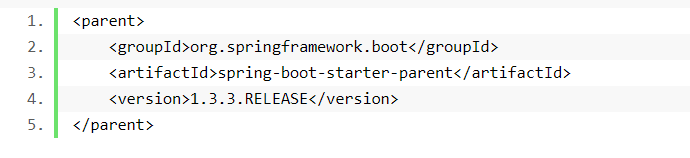 1. <parent>
2.     <groupId>org.springframework.boot</groupId>
3.     <artifactId>spring-boot-starter-parent</artifactId>
4.     <version>1.3.3.RELEASE</version>
5. </parent>